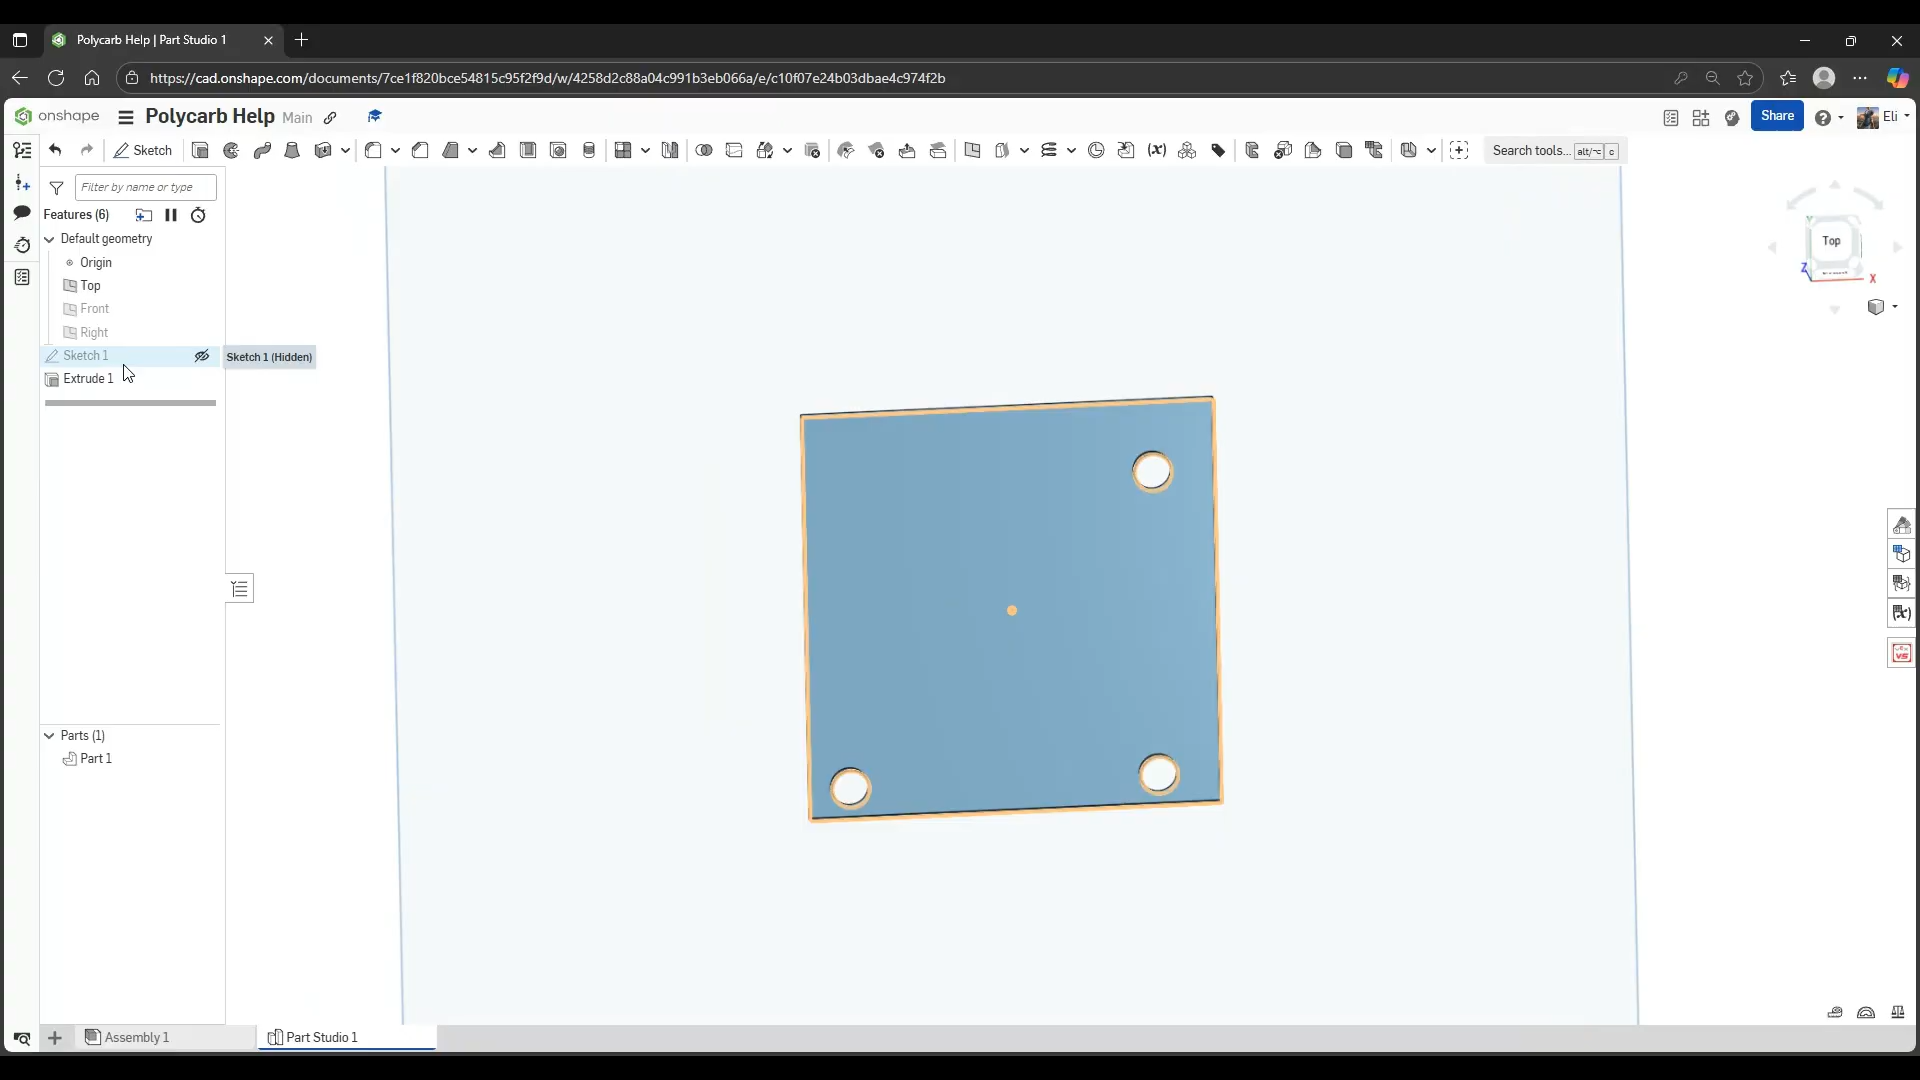 Polycarb Help | Part Studio 1
https://cad.onshape.com/documents/7ce1f820bce54815c95f2f9d/w/4258d2c88a04c991b3eb066a/e/c10f07e24b03dbae4c974f2b
onshape
Polycarb Help
Main
Share
Eli
Sketch
Search tools...
alt/⌥
c
Filter by name or type
Features (6)
Default geometry
Origin
Top
Front
Right
Sketch 1
Sketch 1 (Hidden)
Extrude 1
Top
Z
X
Parts (1)
Part 1
Assembly 1
Part Studio 1